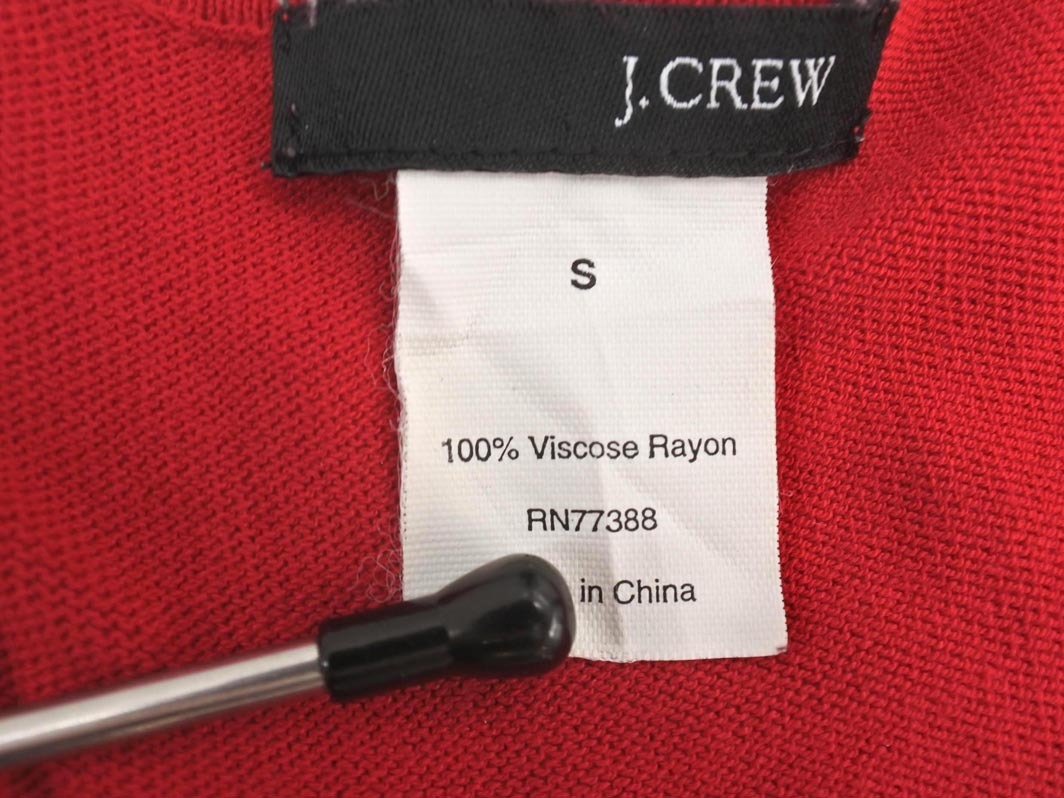 J.CREW
S
100% Viscose Rayon
RN77388
in China